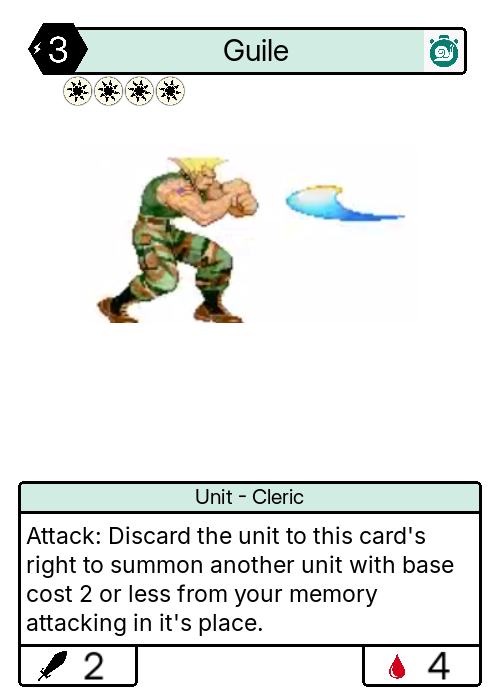 3
Guile
Unit - Cleric
Attack: Discard the unit to this card's
right to summon another unit with base
cost 2 or less from your memory
attacking in it's place.
2
4